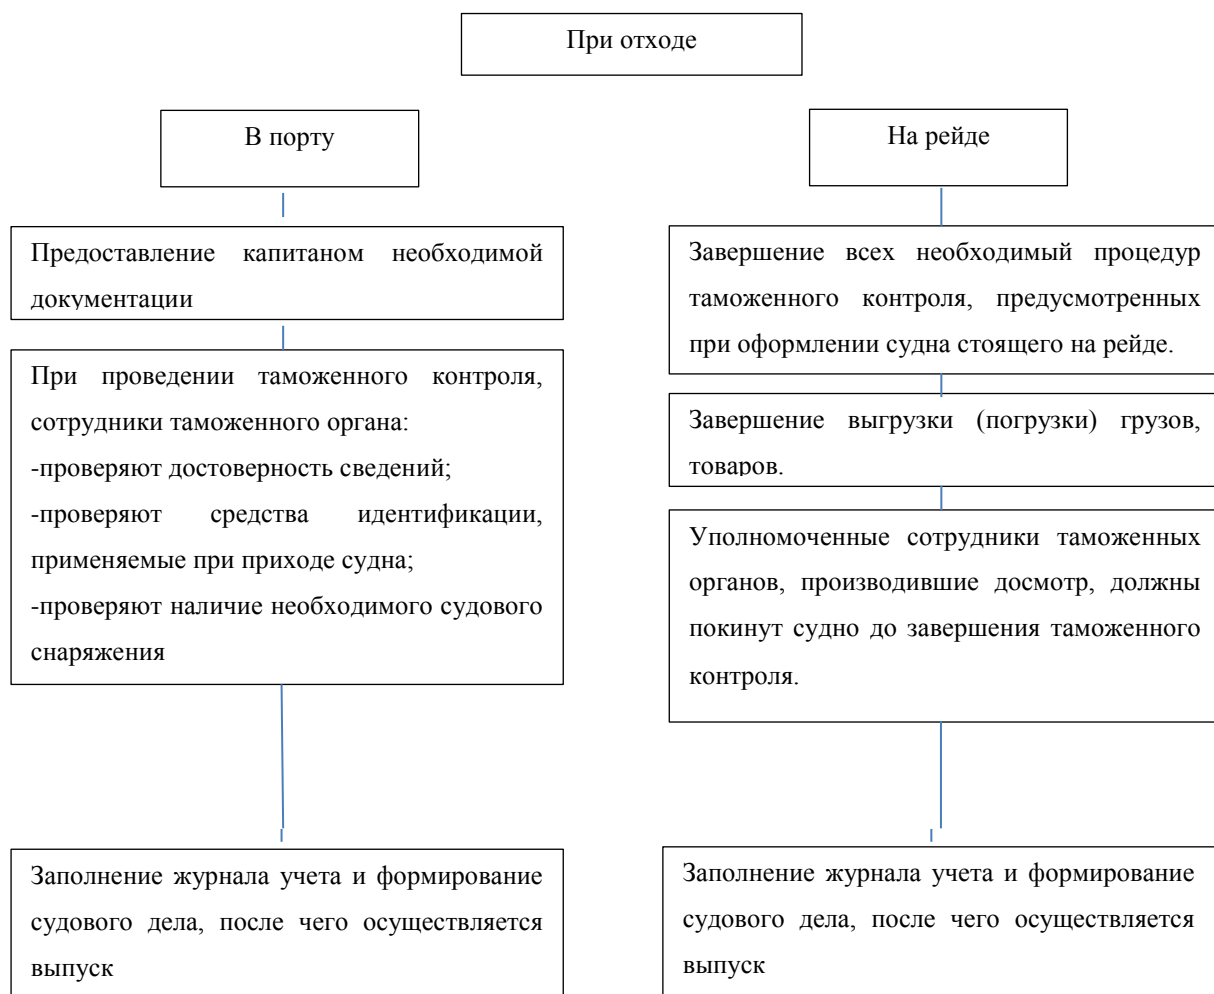 При отходе
В порту
Предоставление капитаном необходимой
документации
При проведении таможенного контроля,
сотрудники таможенного органа:
-проверяют достоверность сведений;
-проверяют средства идентификации,
применяемые при приходе судна;
-проверяют наличие необходимого судового
снаряжения
Заполнение журнала учета и формирование
судового дела, после чего осуществляется
выпуск
На рейде
Завершение всех необходимый процедур
таможенного контроля, предусмотренных
при оформлении судна стоящего на рейде.
Завершение выгрузки (погрузки) грузов,
товаров.
Уполномоченные сотрудники таможенных
органов, производившие досмотр, должны
покинут судно до завершения таможенного
контроля.
Заполнение журнала учета и формирование
судового дела, после чего осуществляется
выпуск